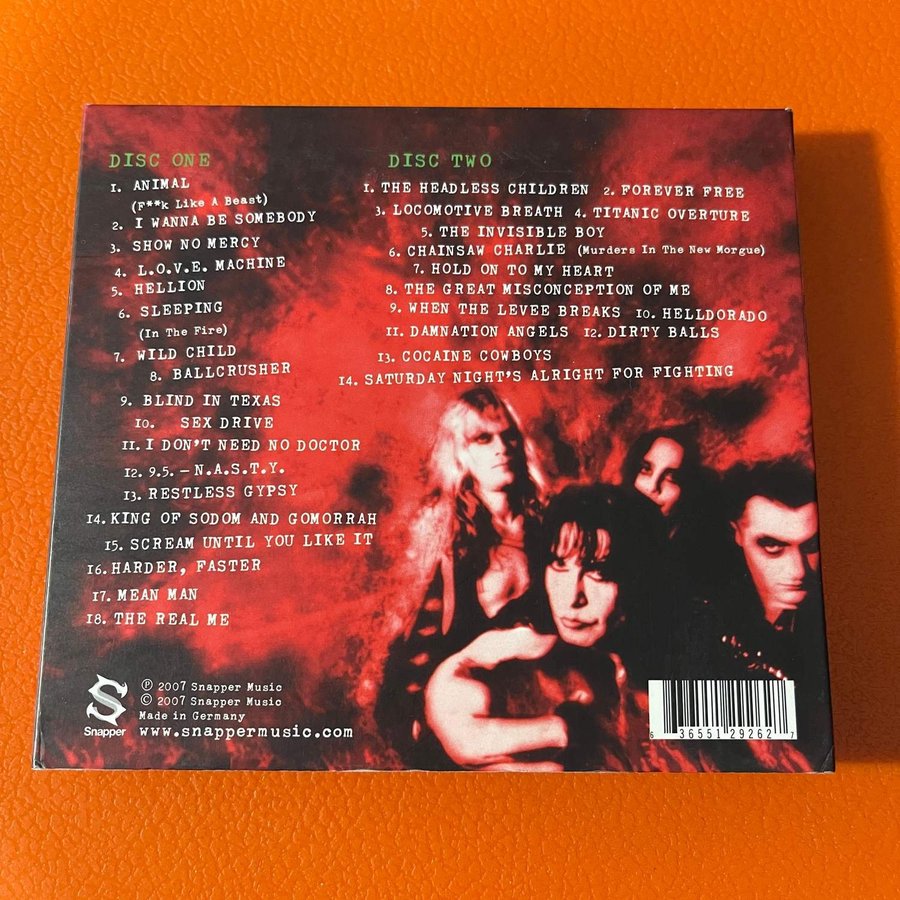 DISC ONE
1. ANIMAL
(F**k Like A Beast)
2. I WANNA BE SOMEBODY
3. SHOW NO MERCY
4. L.O.V.E. MACHINE
5. HELLION
6. SLEEPING
(In The Fire)
7. WILD CHILD
8. BALLCRUSHER
9. BLIND IN TEXAS
10. SEX DRIVE
11. I DON'T NEED NO DOCTOR
12. 9.5. – N.A.S.T.Y.
13. RESTLESS GYPSY
14. KING OF SODOM AND GOMORRAH
15. SCREAM UNTIL YOU LIKE IT
16. HARDER, FASTER
17. MEAN MAN
18. THE REAL ME
DISC TWO
1. THE HEADLESS CHILDREN 2. FOREVER FREE
3. LOCOMOTIVE BREATH 4. TITANIC OVERTURE
5. THE INVISIBLE BOY
6. CHAINSAW CHARLIE (Murders In The New Morgue)
7. HOLD ON TO MY HEART
8. THE GREAT MISCONCEPTION OF ME
9. WHEN THE LEVEE BREAKS 10. HELLDORADO
11. DAMNATION ANGELS 12. DIRTY BALLS
13. COCAINE COWBOYS
14. SATURDAY NIGHT'S ALRIGHT FOR FIGHTING
Snapper
℗ 2007 Snapper Music
© 2007 Snapper Music
Made in Germany
www.snappermusic.com
6 36551 29262 7